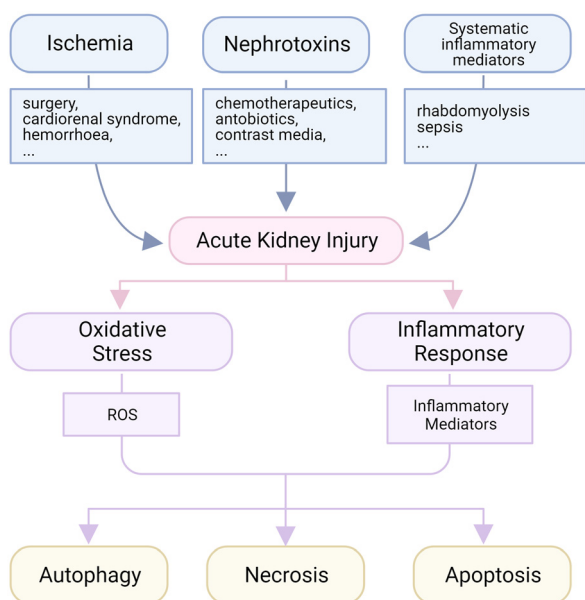 Ischemia
Nephrotoxins
Systematic
inflammatory
mediators
surgery,
cardiorenal syndrome,
hemorrhoea,
...
chemotherapeutics,
antobiotics,
contrast media,
...
rhabdomyolysis
sepsis
...
Acute Kidney Injury
Oxidative
Stress
Inflammatory
Response
ROS
Inflammatory
Mediators
Autophagy
Necrosis
Apoptosis